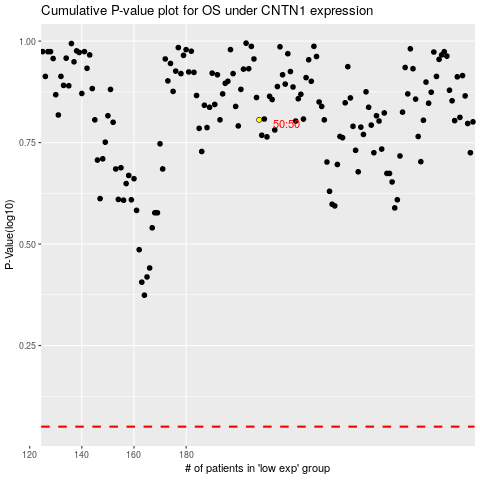 Cumulative P-value plot for OS under CNTN1 expression
1.00
0.75
0.50
0.25
P-Value(log10)
50:50
120 140 160 180
# of patients in 'low exp' group